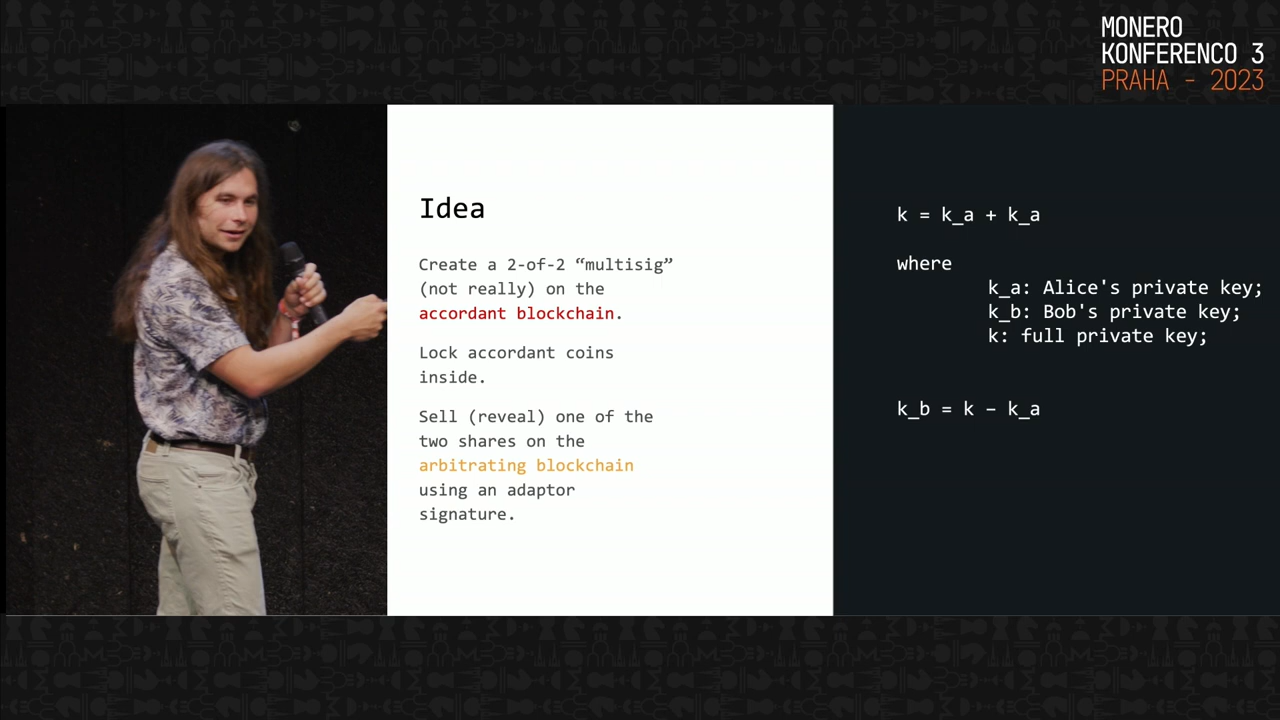 MONERO
KONFERENCO 3
PRAHA - 2023
Idea
Create a 2-of-2 “multisig”
(not really) on the
accordant blockchain.
Lock accordant coins
inside.
Sell (reveal) one of the
two shares on the
arbitrating blockchain
using an adaptor
signature.
k = k_a + k_a
where
k_a: Alice's private key;
k_b: Bob's private key;
k: full private key;
k_b = k – k_a